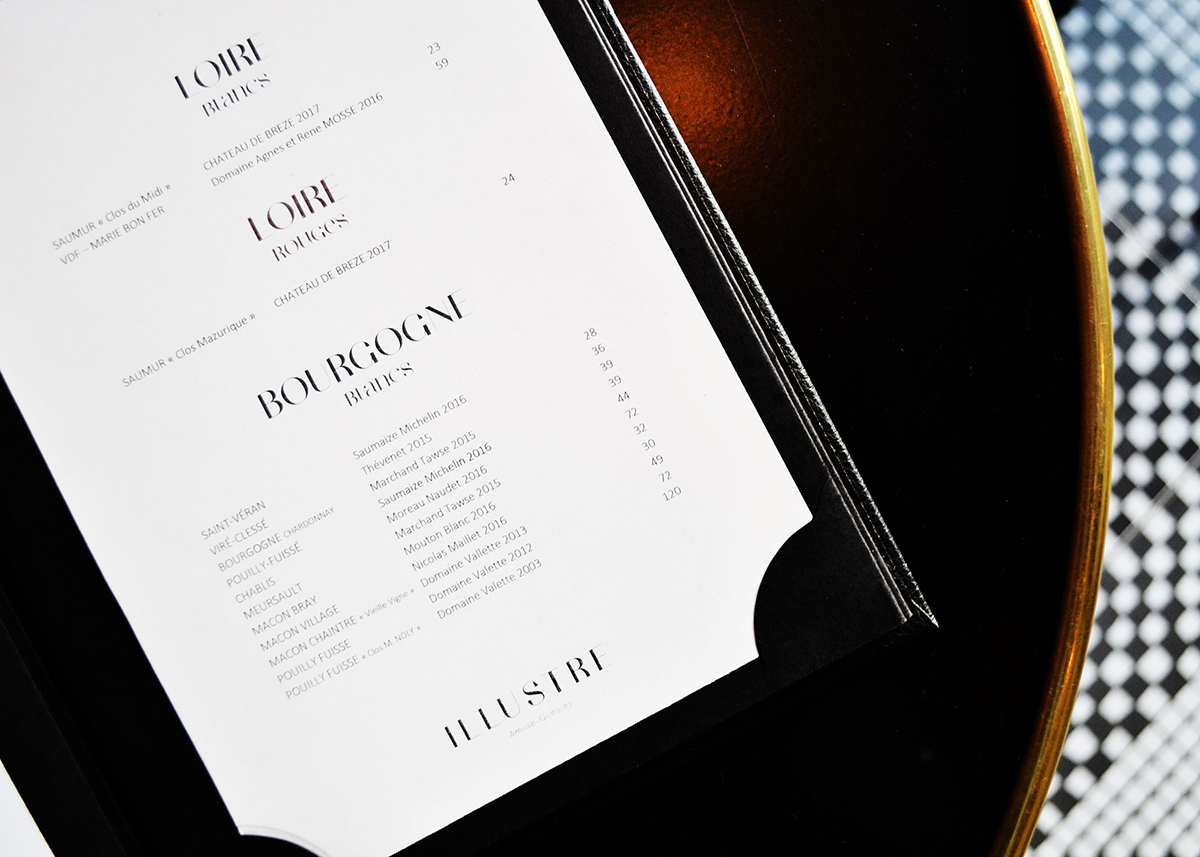 LOIRE
Blancs
SAUMUR « Clos du Midi » CHATEAU DE BREZE 2017 23
VDF – MARIE BON FER Domaine Agnes et Rene MOSSE 2016 59
LOIRE
ROUGES
SAUMUR « Clos Mazurique » CHATEAU DE BREZE 2017 24
BOURGOGNE
Blancs
SAINT-VÉRAN Saumaize Michelin 2016 28
VIRÉ-CLESSÉ Thévenet 2015 36
BOURGOGNE CHARDONNAY Marchand Tawse 2015 39
POUILLY-FUISSÉ Saumaize Michelin 2016 39
CHABLIS Moreau Naudet 2016 44
MEURSAULT Marchand Tawse 2015 72
MACON BRAY Mouton Blanc 2016 32
MACON VILLAGE Nicolas Maillet 2016 30
MACON CHAINTRE « Vieille Vigne » Domaine Vallette 2013 49
POUILLY FUISSE Domaine Valette 2012 72
POUILLY FUISSE « Clos M. NOLY » Domaine Valette 2003 120
ILLUSTRE